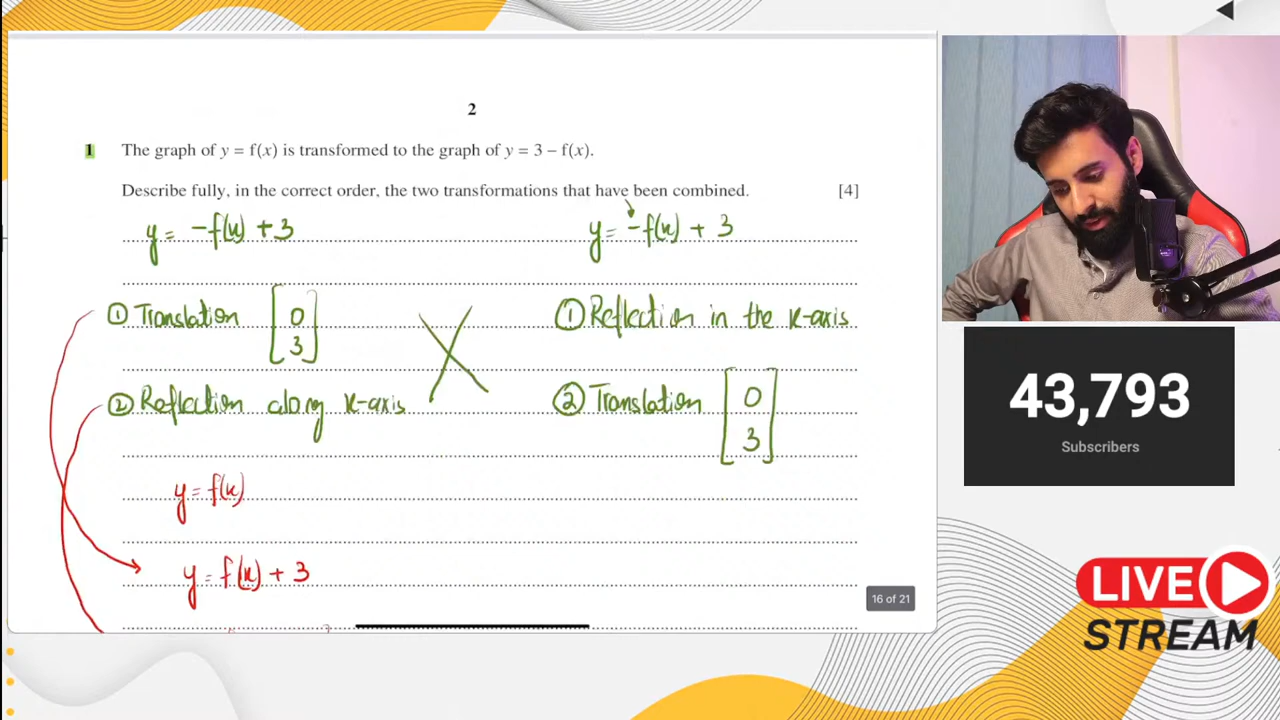 2
1 The graph of y = f(x) is transformed to the graph of y = 3 − f(x).
Describe fully, in the correct order, the two transformations that have been combined. [4]
y = -f(x) + 3
① Translation [0 3]
② Reflection along x-axis
y = f(x)
y = f(x) + 3
y = -f(x) + 3
① Reflection in the x-axis
② Translation [0 3]
16 of 21
43,793
Subscribers
LIVE
STREAM